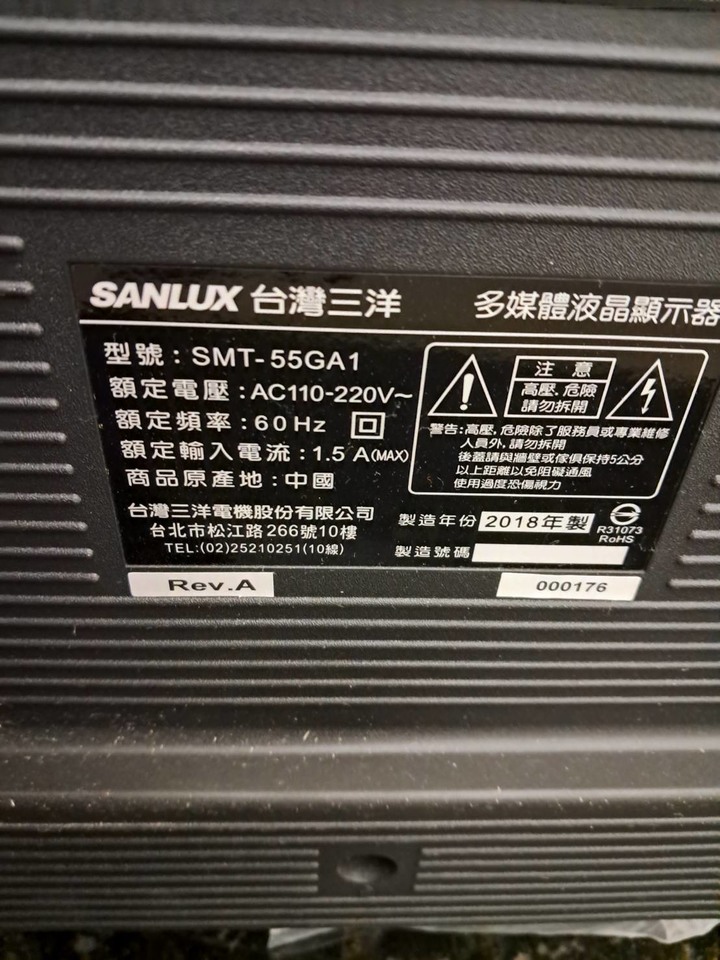 SANLUX 台灣三洋 多媒體液晶顯示器
型號：SMT-55GA1
額定電壓：AC110-220V~
額定頻率：60Hz
額定輸入電流：1.5A(MAX)
商品原產地：中國
注意
高壓.危險
請勿拆開
警告：高壓,危險除了服務員或專業維修
人員外,請勿拆開
後蓋請與牆壁或傢俱保持5公分
以上距離以免阻礙通風
使用過度恐傷視力
台灣三洋電機股份有限公司
台北市松江路266號10樓
TEL:(02)25210251(10線)
製造年份 2018年製
製造號碼
R31073
RoHS
Rev.A
000176